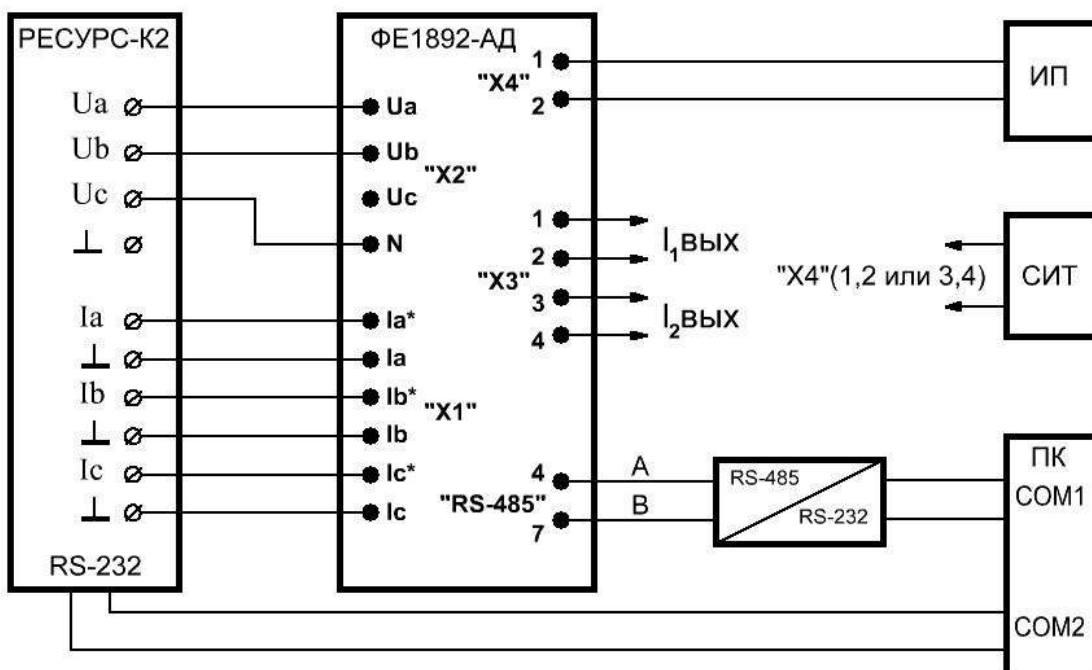 РЕСУРС-К2
Ua
Ub
Uc
Ia
Ib
Ic
RS-232
ФЕ1892-АД
Ua
Ub
"X2"
Uc
N
Ia*
Ia
Ib*
"X1"
Ib
Ic*
Ic
1
"X4"
2
1
I1ВЫХ
2
"X3"
3
I2ВЫХ
4
4
"RS-485"
7
A
B
RS-485
RS-232
ИП
"X4"(1,2 или 3,4)
СИТ
ПК
COM1
COM2